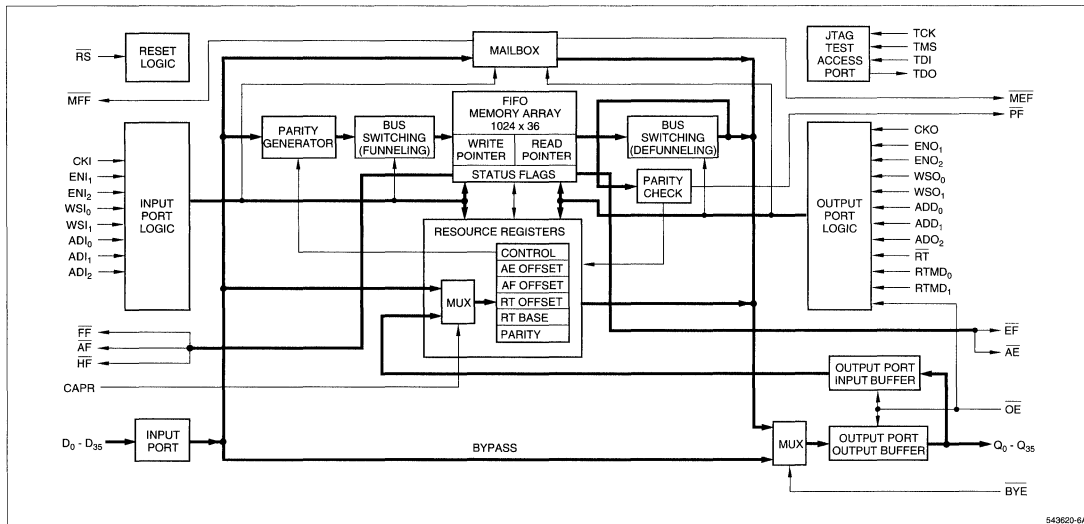 RS
RESET
LOGIC
MAILBOX
JTAG
TEST
ACCESS
PORT
TCK
TMS
TDI
TDO
MFF
MEF
PF
FIFO
MEMORY ARRAY
1024 x 36
WRITE
POINTER
READ
POINTER
STATUS FLAGS
PARITY
GENERATOR
BUS
SWITCHING
(FUNNELING)
BUS
SWITCHING
(DEFUNNELING)
PARITY
CHECK
CKI
ENI1
ENI2
WSI0
WSI1
ADI0
ADI1
ADI2
INPUT
PORT
LOGIC
OUTPUT
PORT
LOGIC
CKO
ENO1
ENO2
WSO0
WSO1
ADD0
ADD1
ADO2
RT
RTMD0
RTMD1
RESOURCE REGISTERS
CONTROL
AE OFFSET
AF OFFSET
RT OFFSET
RT BASE
PARITY
MUX
FF
AF
HF
EF
AE
CAPR
OUTPUT PORT
INPUT BUFFER
OE
D0 - D35
INPUT
PORT
BYPASS
MUX
OUTPUT PORT
OUTPUT BUFFER
Q0 - Q35
BYE
543620-6A